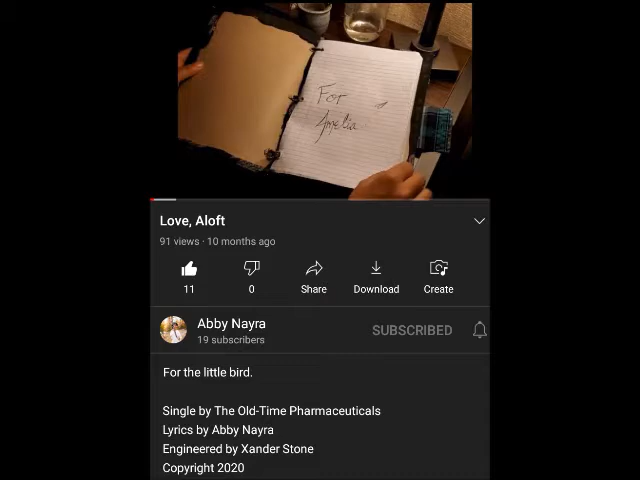 For
Amelia
Love, Aloft
91 views · 10 months ago
11
0
Share
Download
Create
Abby Nayra
19 subscribers
SUBSCRIBED
For the little bird.
Single by The Old-Time Pharmaceuticals
Lyrics by Abby Nayra
Engineered by Xander Stone
Copyright 2020